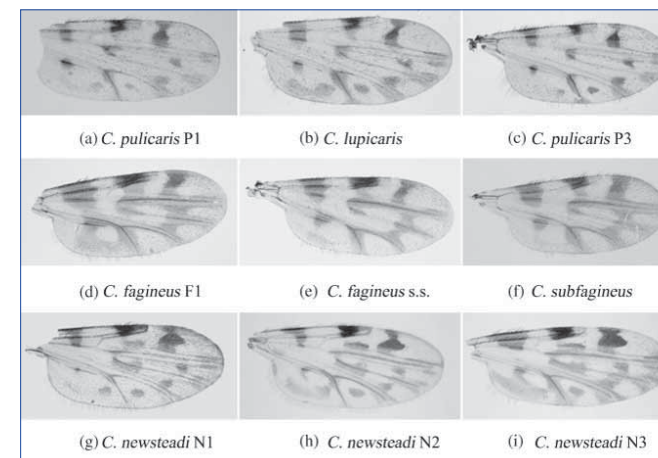 (a) C. pulicaris P1
(b) C. lupicaris
(c) C. pulicaris P3
(d) C. fagineus F1
(e) C. fagineus s.s.
(f) C. subfagineus
(g) C. newsteadi N1
(h) C. newsteadi N2
(i) C. newsteadi N3